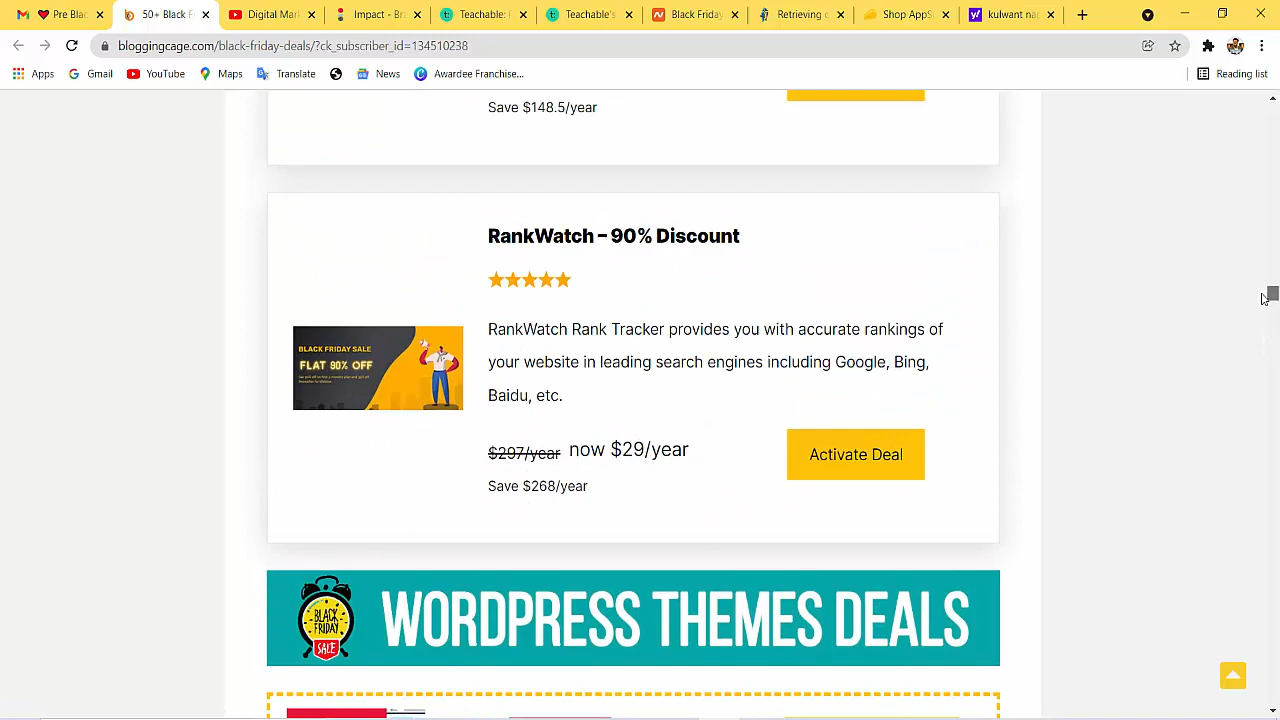 Pre Blac
50+ Black F
Digital Mark
Impact - Bra
Teachable: F
Teachable's
Black Friday
Retrieving o
Shop AppS
kulwant nag
bloggingcage.com/black-friday-deals/?ck_subscriber_id=134510238
Apps
Gmail
YouTube
Maps
Translate
News
Awardee Franchise...
Reading list
Save $148.5/year
RankWatch – 90% Discount
RankWatch Rank Tracker provides you with accurate rankings of
your website in leading search engines including Google, Bing,
Baidu, etc.
BLACK FRIDAY SALE
FLAT 90% OFF
$297/year now $29/year
Activate Deal
Save $268/year
BLACK
FRIDAY
SALE
WORDPRESS THEMES DEALS